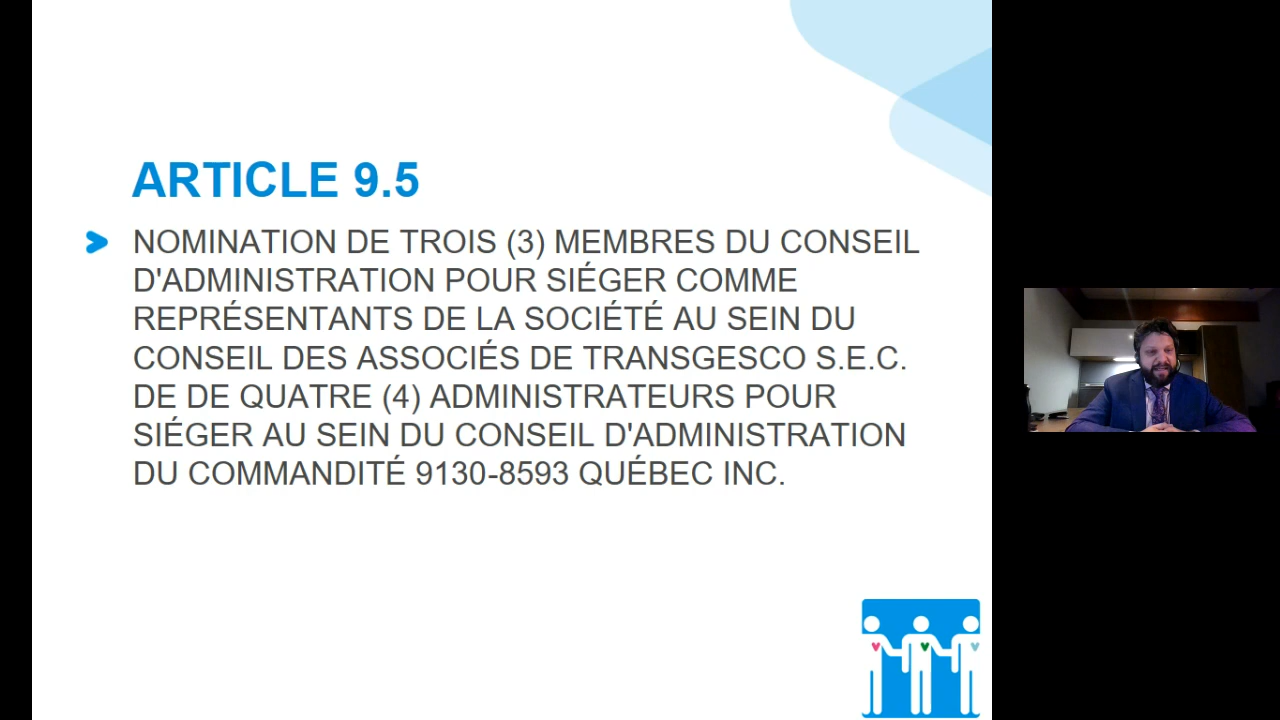 ARTICLE 9.5
NOMINATION DE TROIS (3) MEMBRES DU CONSEIL
D'ADMINISTRATION POUR SIÉGER COMME
REPRÉSENTANTS DE LA SOCIÉTÉ AU SEIN DU
CONSEIL DES ASSOCIÉS DE TRANSGESCO S.E.C.
DE DE QUATRE (4) ADMINISTRATEURS POUR
SIÉGER AU SEIN DU CONSEIL D'ADMINISTRATION
DU COMMANDITÉ 9130-8593 QUÉBEC INC.